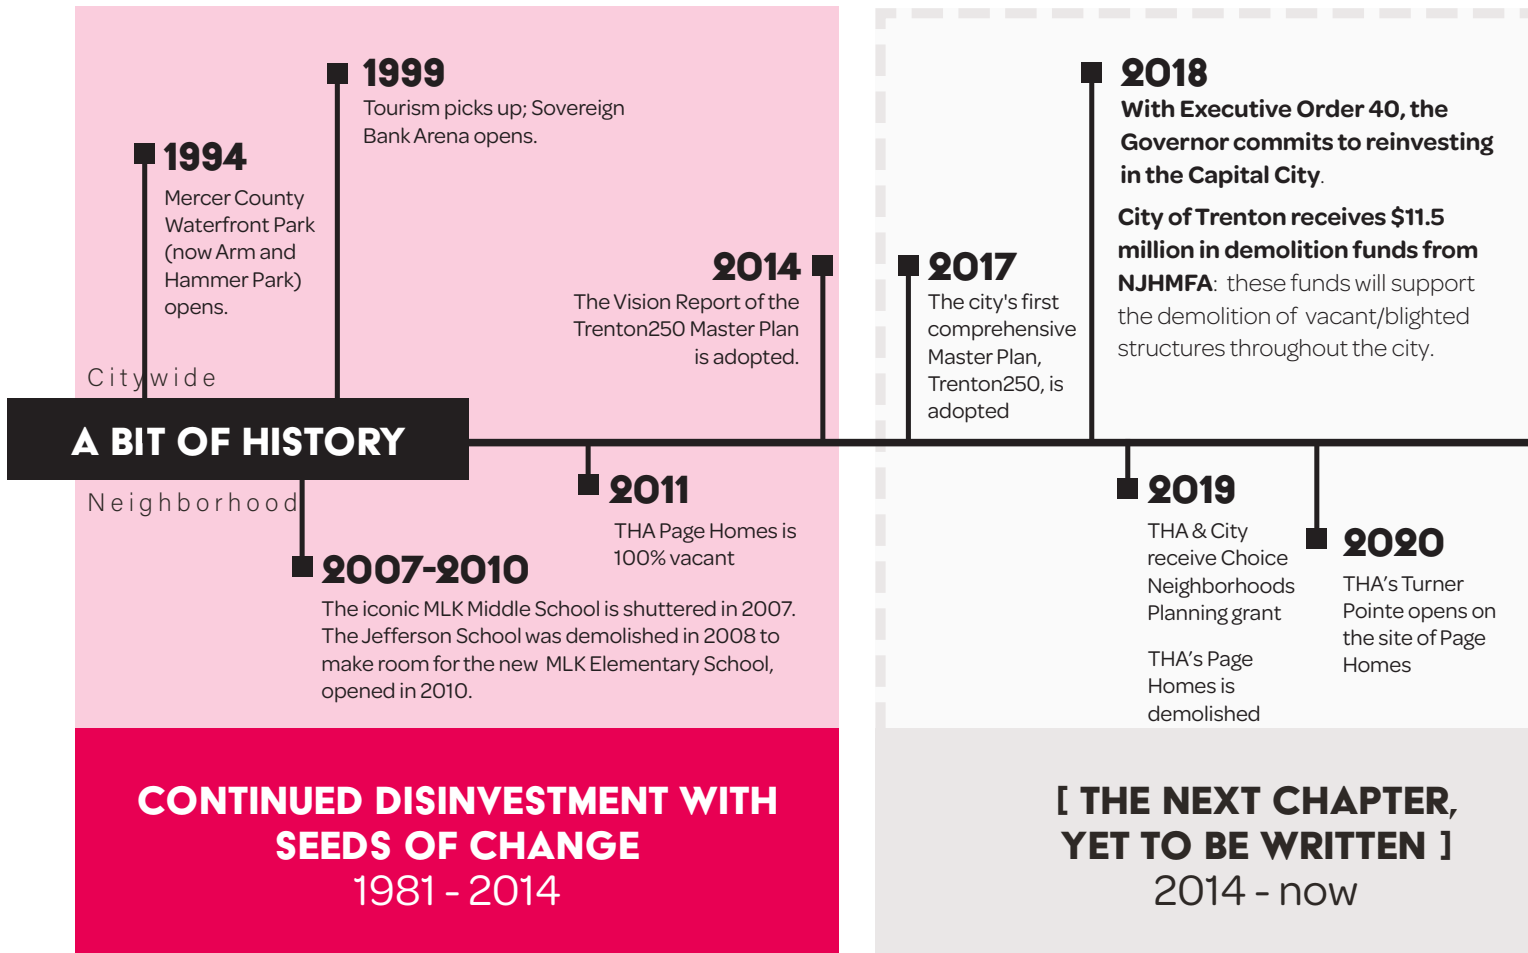 1994
Mercer County
Waterfront Park
(now Arm and
Hammer Park)
opens.
1999
Tourism picks up; Sovereign
Bank Arena opens.
2014
The Vision Report of the
Trenton250 Master Plan
is adopted.
Citywide
A BIT OF HISTORY
Neighborhood
2007-2010
The iconic MLK Middle School is shuttered in 2007.
The Jefferson School was demolished in 2008 to
make room for the new MLK Elementary School,
opened in 2010.
2011
THA Page Homes is
100% vacant
CONTINUED DISINVESTMENT WITH
SEEDS OF CHANGE
1981 - 2014
2017
The city's first
comprehensive
Master Plan,
Trenton250, is
adopted
2018
With Executive Order 40, the
Governor commits to reinvesting
in the Capital City.
City of Trenton receives $11.5
million in demolition funds from
NJHMFA: these funds will support
the demolition of vacant/blighted
structures throughout the city.
2019
THA & City
receive Choice
Neighborhoods
Planning grant
THA's Page
Homes is
demolished
2020
THA's Turner
Pointe opens on
the site of Page
Homes
[ THE NEXT CHAPTER,
YET TO BE WRITTEN ]
2014 - now